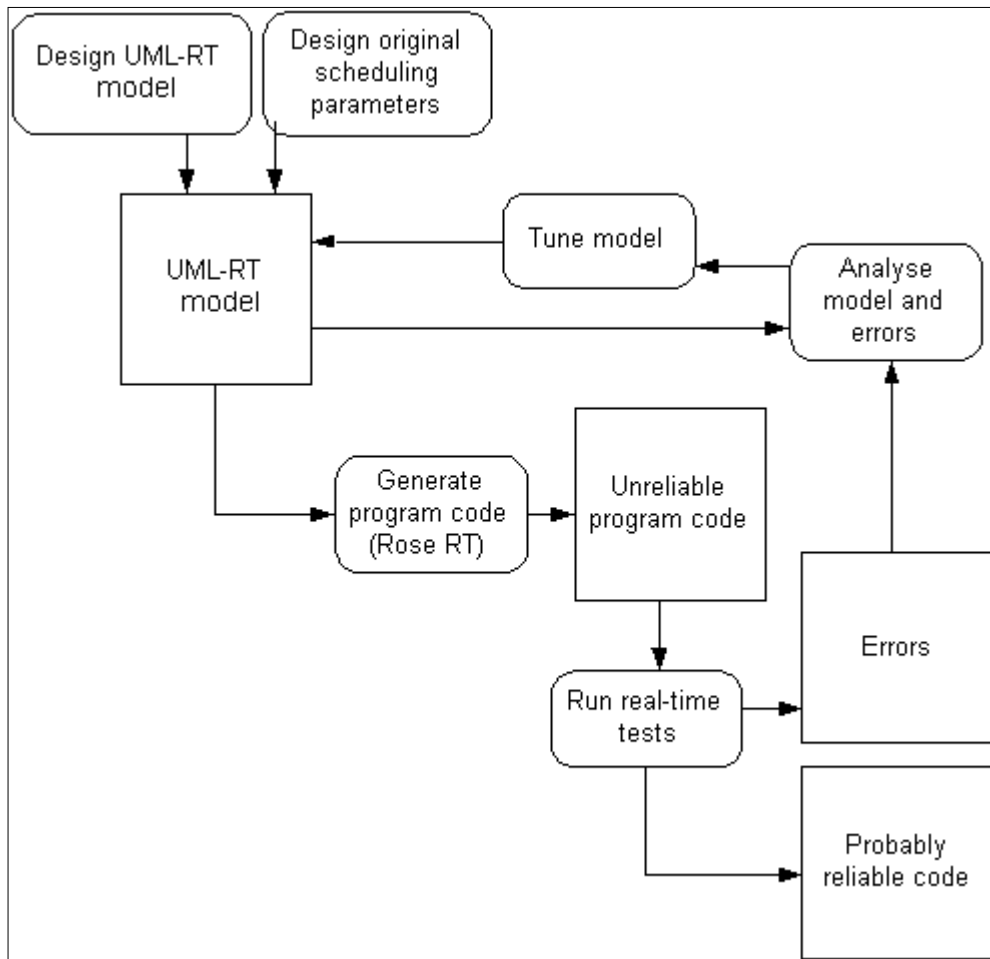 Design UML-RT
model
Design original
scheduling
parameters
UML-RT
model
Tune model
Analyse
model and
errors
Generate
program code
(Rose RT)
Unreliable
program code
Errors
Run real-time
tests
Probably
reliable code